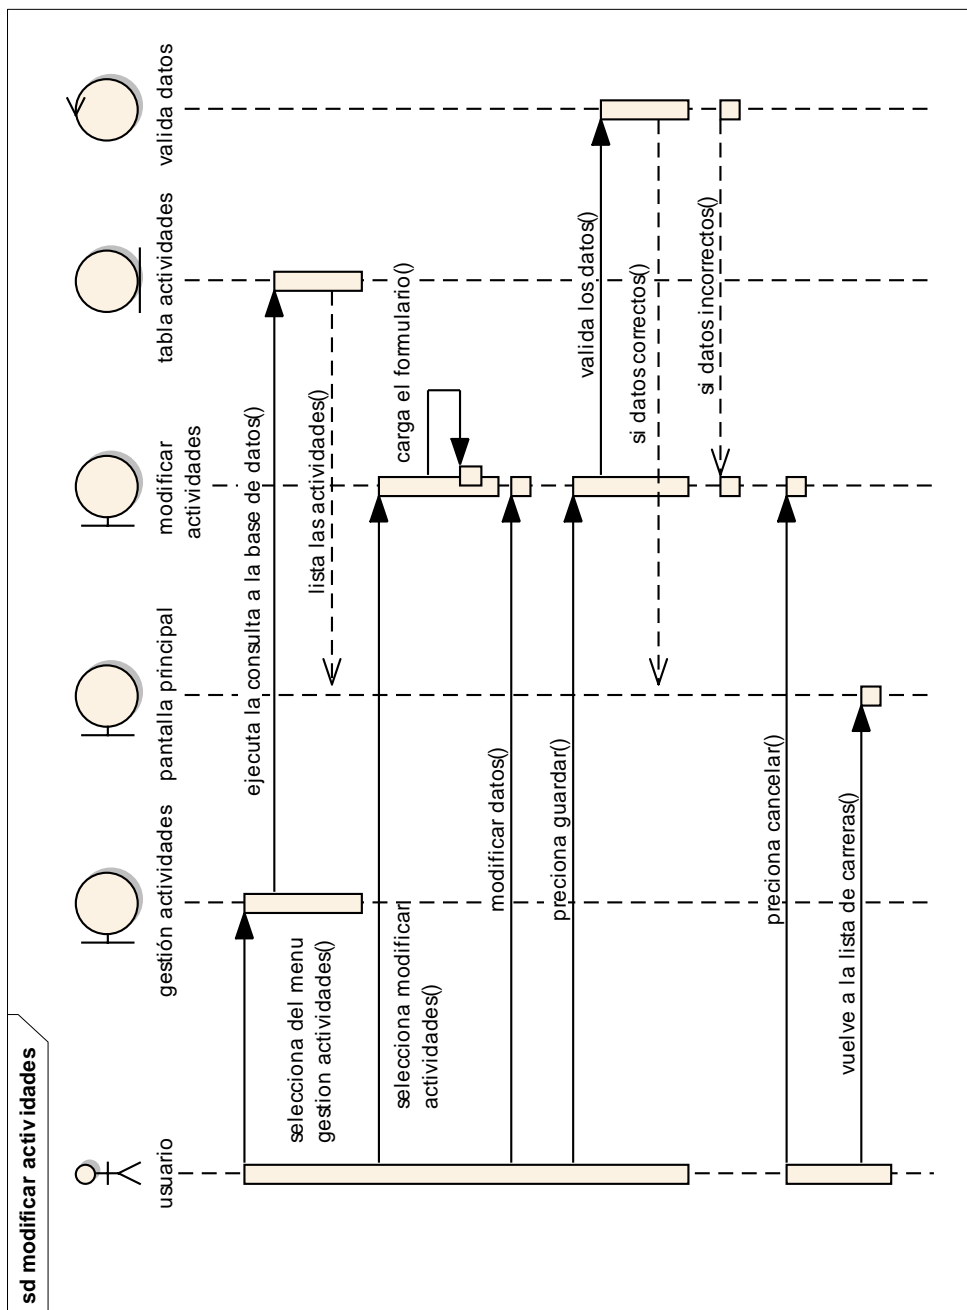 sd modificar actividades
usuario
gestión actividades
pantalla principal
modificar
actividades
tabla actividades
valida datos
selecciona del menu
gestion actividades()
ejecuta la consulta a la base de datos()
lista las actividades()
selecciona modificar
actividades()
carga el formulario()
modificar datos()
preciona guardar()
valida los datos()
si datos correctos()
si datos incorrectos()
preciona cancelar()
vuelve a la lista de carreras()